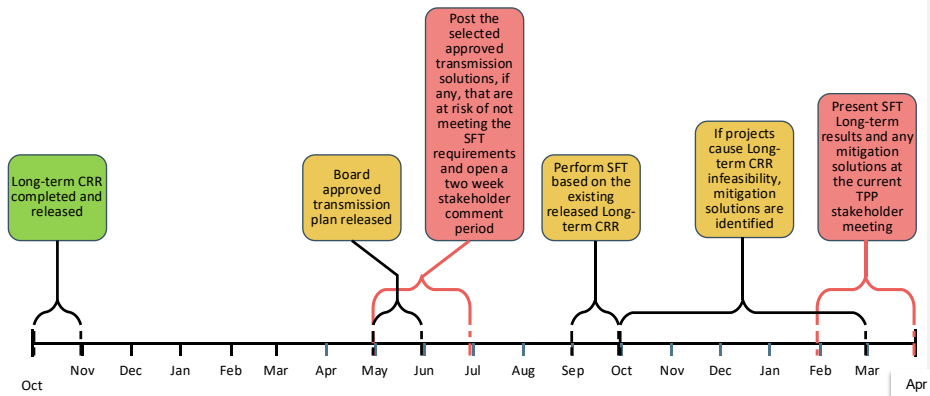 Long-term CRR
completed and
released
Board
approved
transmission
plan released
Post the
selected
approved
transmission
solutions, if
any, that are
at risk of not
meeting the
SFT
requirements
and open a
two week
stakeholder
comment
period
Perform SFT
based on the
existing
released Long-
term CRR
If projects
cause Long-
term CRR
infeasibility,
mitigation
solutions are
identified
Present SFT
Long-term
results and any
mitigation
solutions at
the current
TPP
stakeholder
meeting
Oct Nov Dec Jan Feb Mar Apr May Jun Jul Aug Sep Oct Nov Dec Jan Feb Mar Apr